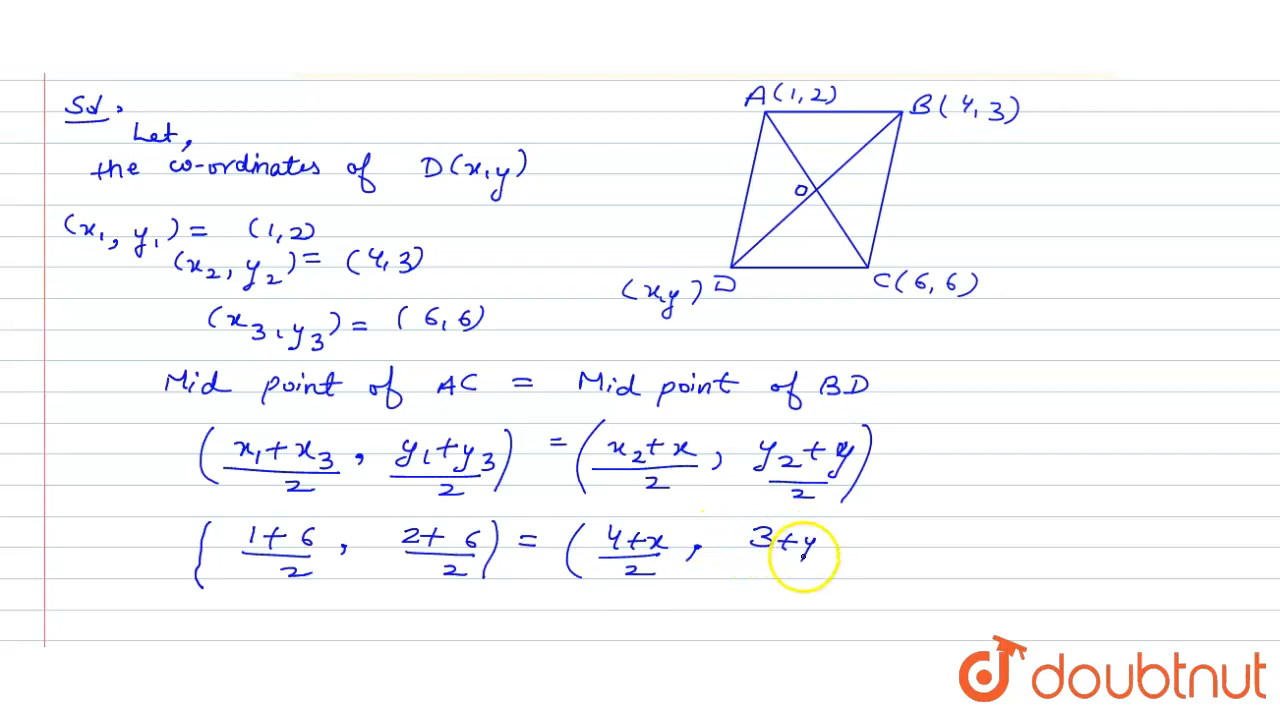 Sol.
Let,
the co-ordinates of D(x,y)
(x₁, y₁) = (1,2)
(x₂, y₂) = (4,3)
(x₃, y₃) = (6,6)
A(1,2)
B(4,3)
O
(x,y) D
C(6,6)
Mid point of AC = Mid point of BD
(x₁+x₃/2, y₁+y₃/2) = (x₂+x/2, y₂+y/2)
(1+6/2, 2+6/2) = (4+x/2, 3+y
doubtnut